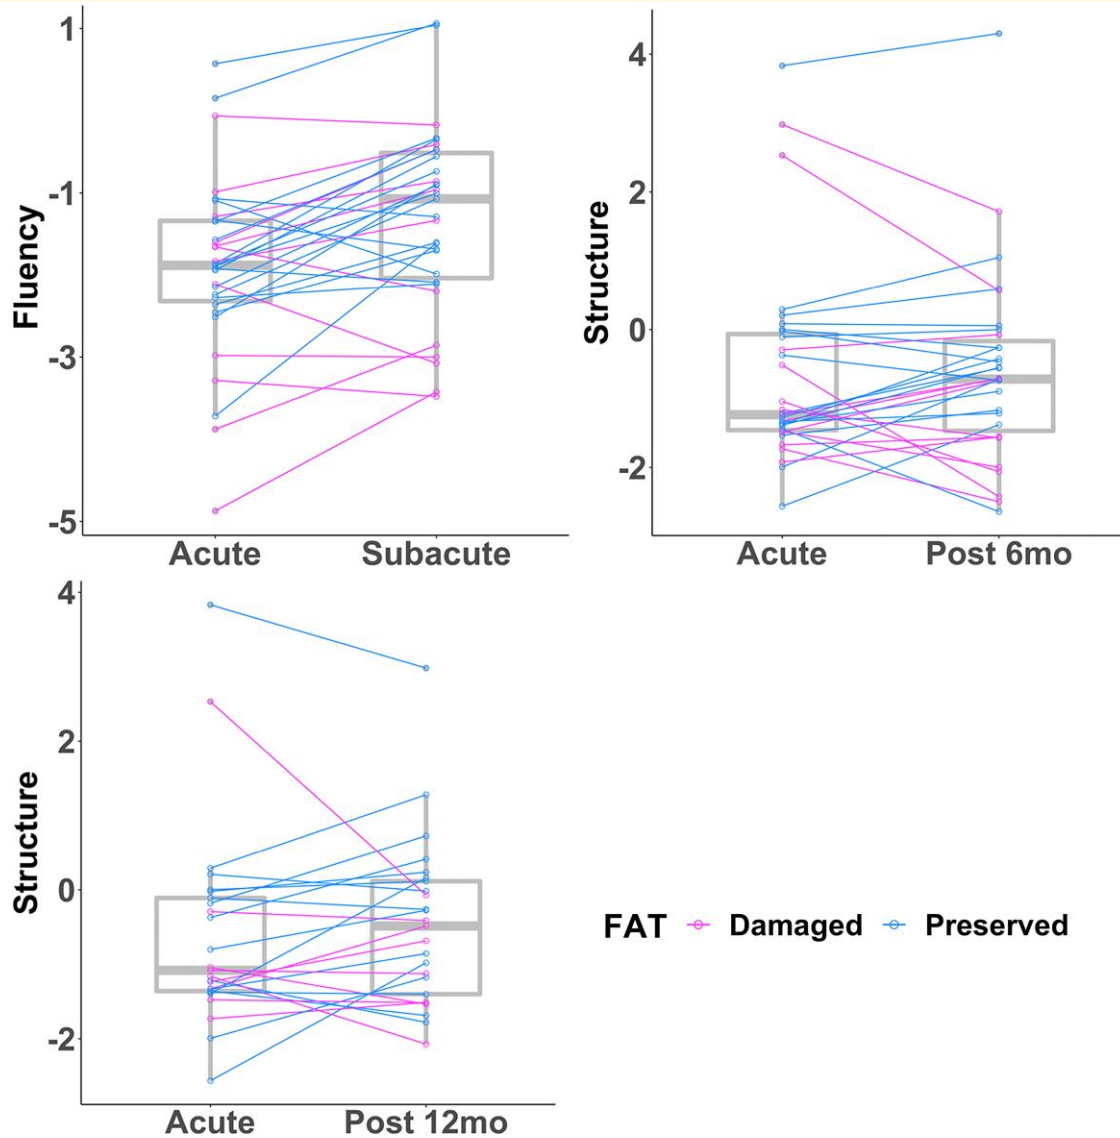 Fluency
1
-1
-3
-5
Acute Subacute
Structure
4
2
0
-2
Acute Post 6mo
Structure
4
2
0
-2
Acute Post 12mo
FAT Damaged Preserved